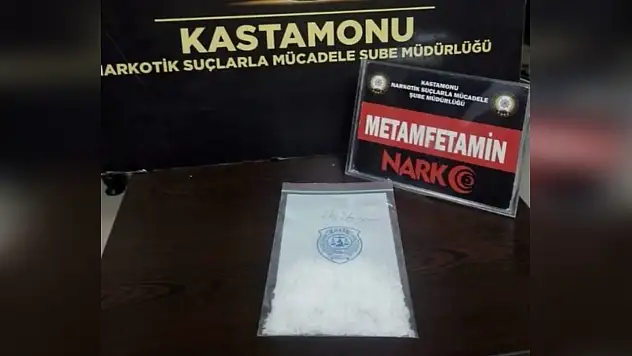 KASTAMONU
NARKOTİK SUÇLARLA MÜCADELE ŞUBE MÜDÜRLÜĞÜ
KASTAMONU
NARKOTİK SUÇLARLA MÜCADELE
ŞUBE MÜDÜRLÜĞÜ
METAMFETAMİN
NARK